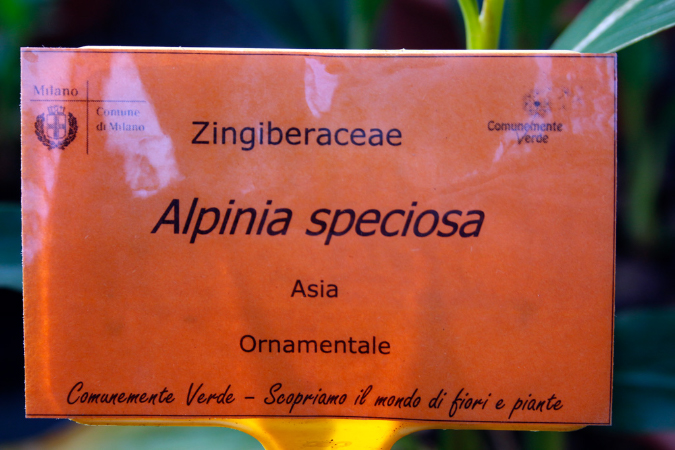 Milano
Comune
di Milano
Comunemente
Verde
Zingiberaceae
Alpinia speciosa
Asia
Ornamentale
Comunemente Verde – Scopriamo il mondo di fiori e piante